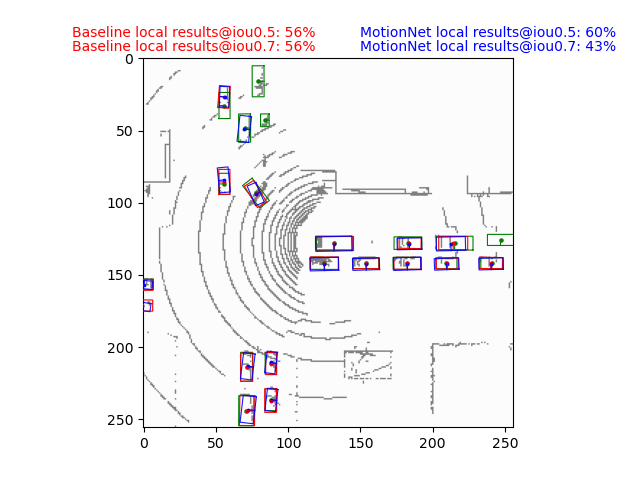 Baseline local results@iou0.5: 56% MotionNet local results@iou0.5: 60%
Baseline local results@iou0.7: 56% MotionNet local results@iou0.7: 43%
0
50
100
150
200
250
0 50 100 150 200 250